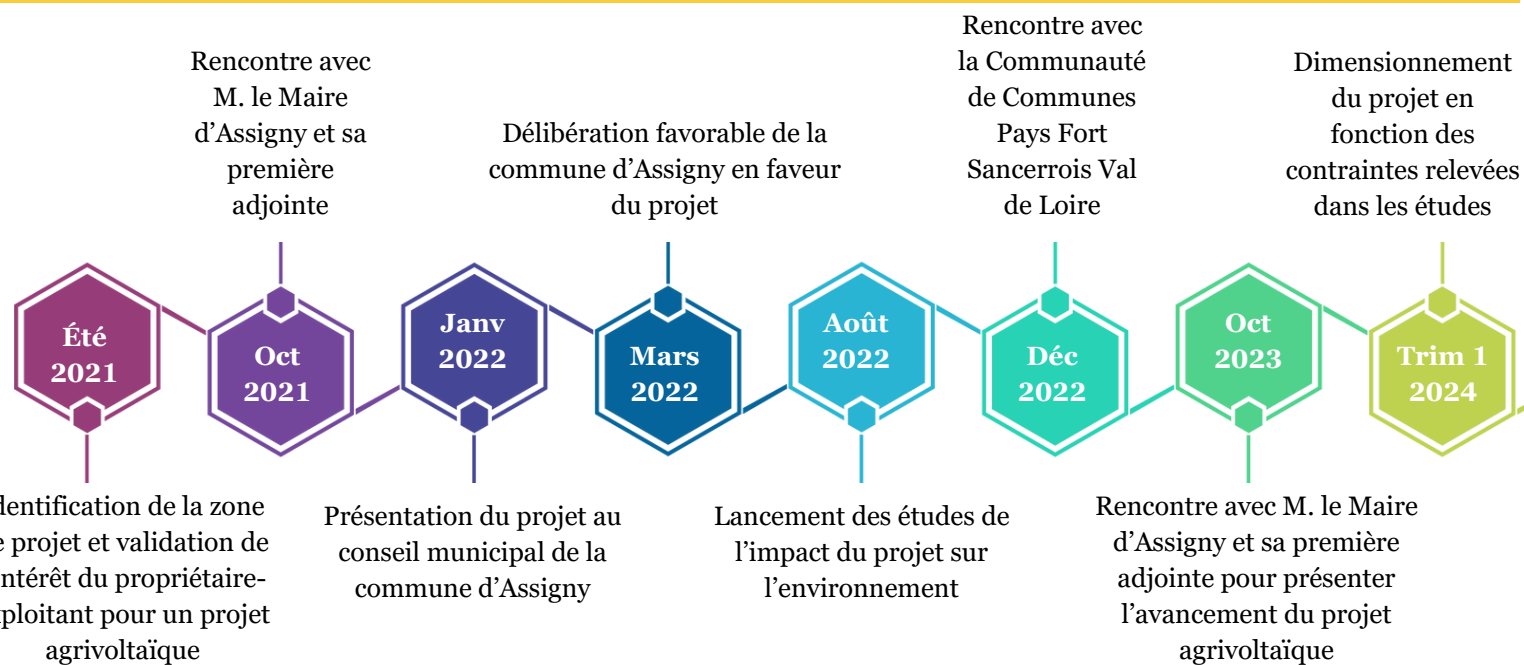 Rencontre avec
M. le Maire
d’Assigny et sa
première
adjointe
Délibération favorable de la
commune d’Assigny en faveur
du projet
Rencontre avec
la Communauté
de Communes
Pays Fort
Sancerrois Val
de Loire
Dimensionnement
du projet en
fonction des
contraintes relevées
dans les études
Été
2021
Oct
2021
Janv
2022
Mars
2022
Août
2022
Déc
2022
Oct
2023
Trim 1
2024
dentification de la zone
e projet et validation de
ntérêt du propriétaire-
ploitant pour un projet
agrivoltaïque
Présentation du projet au
conseil municipal de la
commune d’Assigny
Lancement des études de
l’impact du projet sur
l’environnement
Rencontre avec M. le Maire
d’Assigny et sa première
adjointe pour présenter
l’avancement du projet
agrivoltaïque